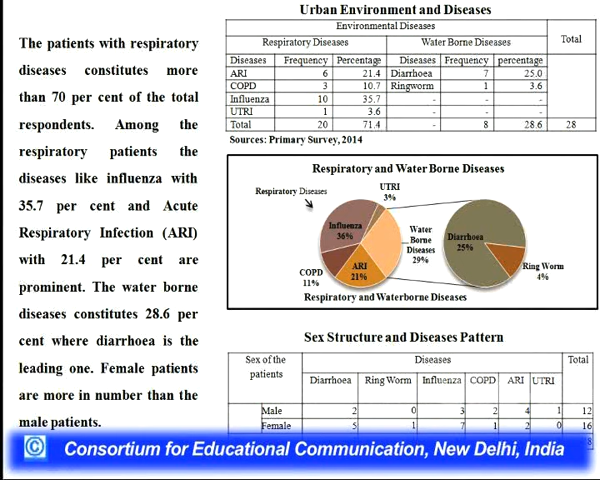 The patients with respiratory
diseases constitutes more
than 70 per cent of the total
respondents. Among the
respiratory patients the
diseases like influenza with
35.7 per cent and Acute
Respiratory Infection (ARI)
with 21.4 per cent are
prominent. The water borne
diseases constitutes 28.6 per
cent where diarrhoea is the
leading one. Female patients
are more in number than the
male patients.
Urban Environment and Diseases
Environmental Diseases Total
Respiratory Diseases Water Borne Diseases
Diseases Frequency Percentage Diseases Frequency percentage
ARI 6 21.4 Diarrhoea 7 25.0
COPD 3 10.7 Ringworm 1 3.6
Influenza 10 35.7 - - -
UTRI 1 3.6 - - -
Total 20 71.4 - 8 28.6 28
Sources: Primary Survey, 2014
Respiratory and Water Borne Diseases
Respiratory Diseases
UTRI
3%
Influenza
36%
Water
Borne
Diseases
29%
COPD
11%
ARI
21%
Diarrhoea
25%
Ring Worm
4%
Respiratory and Waterborne Diseases
Sex Structure and Diseases Pattern
Sex of the patients Diseases Total
Diarrhoea Ring Worm Influenza COPD ARI UTRI
Male 2 0 3 2 4 1 12
Female 5 1 7 1 2 0 16
© Consortium for Educational Communication, New Delhi, India